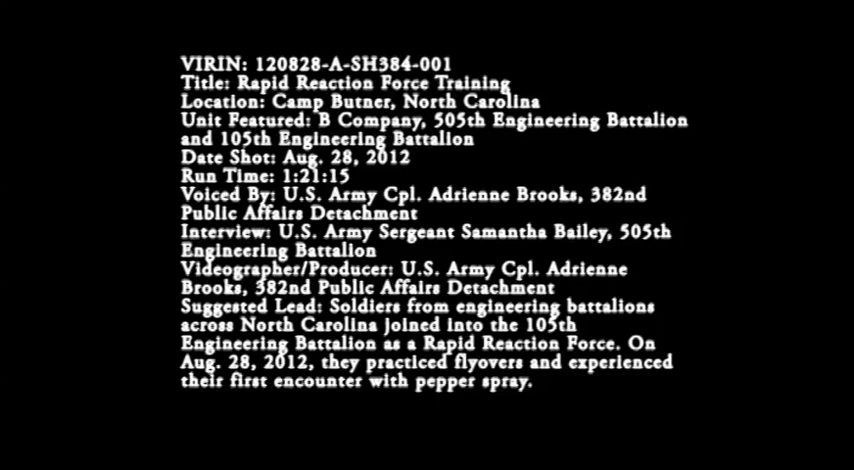 VIRIN: 120828-A-SH384-001
Title: Rapid Reaction Force Training
Location: Camp Butner, North Carolina
Unit Featured: B Company, 505th Engineering Battalion
and 105th Engineering Battalion
Date Shot: Aug. 28, 2012
Run Time: 1:21:15
Voiced By: U.S. Army Cpl. Adrienne Brooks, 382nd
Public Affairs Detachment
Interview: U.S. Army Sergeant Samantha Bailey, 505th
Engineering Battalion
Videographer/Producer: U.S. Army Cpl. Adrienne
Brooks, 382nd Public Affairs Detachment
Suggested Lead: Soldiers from engineering battalions
across North Carolina joined into the 105th
Engineering Battalion as a Rapid Reaction Force. On
Aug. 28, 2012, they practiced flyovers and experienced
their first encounter with pepper spray.